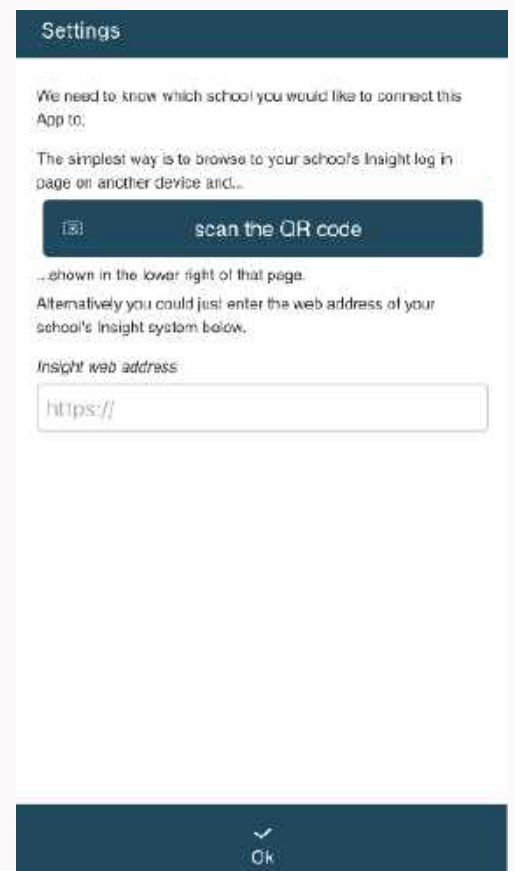 Settings
We need to know which school you would like to connect this
App to.
The simplest way is to browse to your school's Insight log in
page on another device and...
scan the QR code
...shown in the lower right of that page.
Alternatively you could just enter the web address of your
school's Insight system below.
Insight web address
https://
Ok